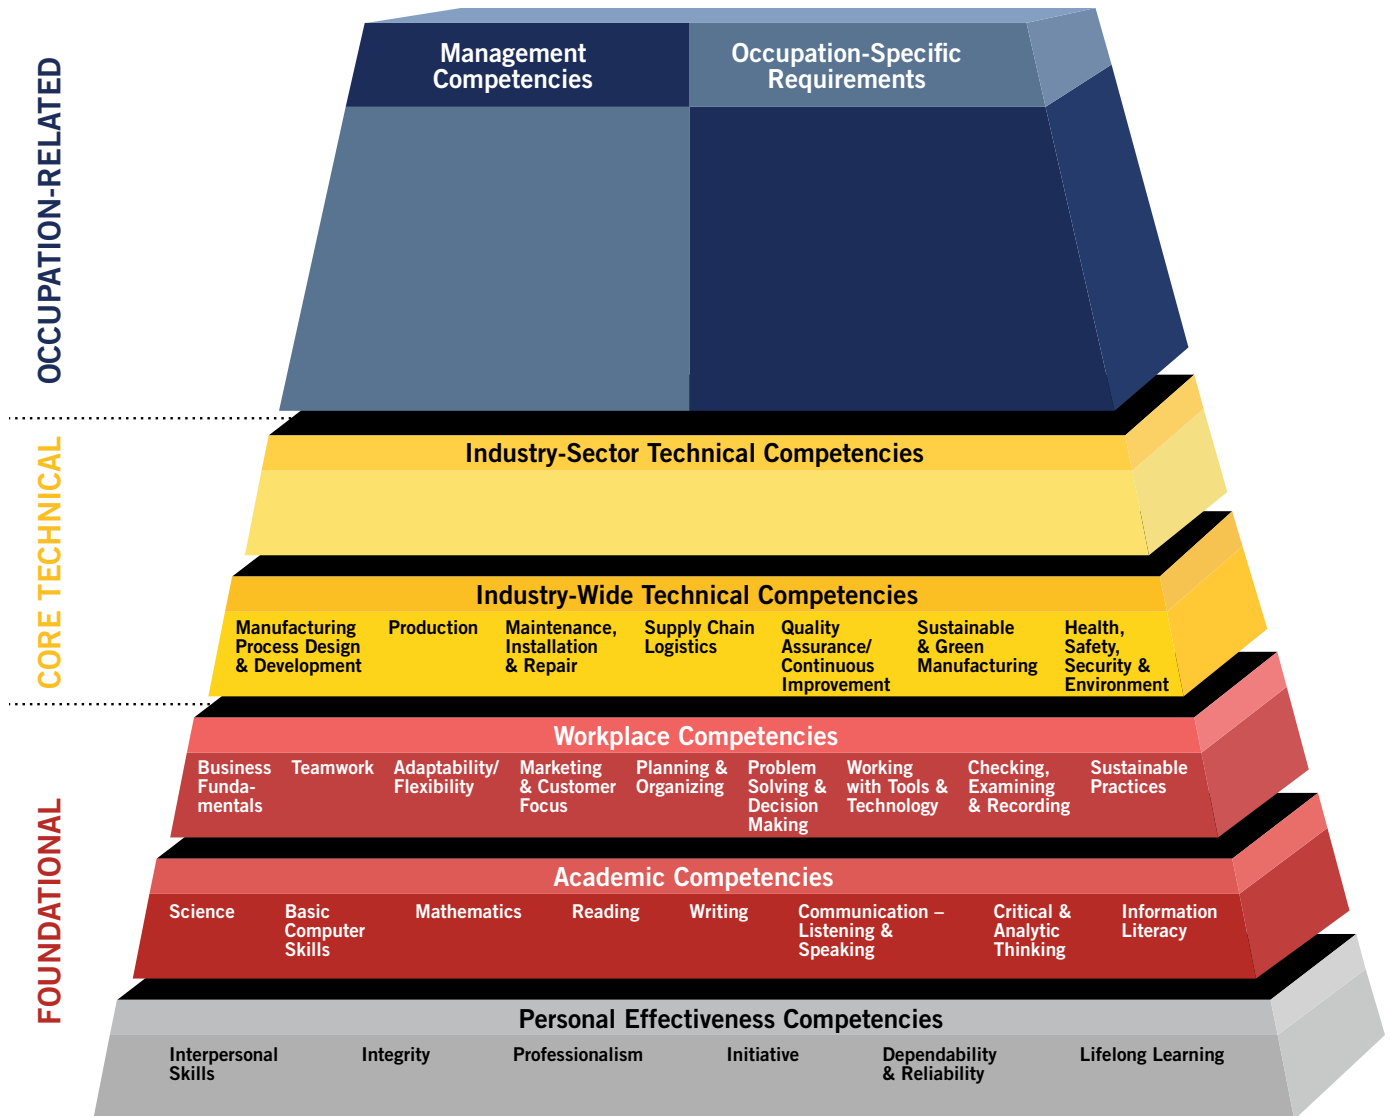 OCCUPATION-RELATED
Management
Competencies
Occupation-Specific
Requirements
CORE TECHNICAL
Industry-Sector Technical Competencies
Industry-Wide Technical Competencies
Manufacturing
Process Design
& Development
Production
Maintenance,
Installation
& Repair
Supply Chain
Logistics
Quality
Assurance/
Continuous
Improvement
Sustainable
& Green
Manufacturing
Health,
Safety,
Security &
Environment
FOUNDATIONAL
Workplace Competencies
Business
Funda-
mentals
Teamwork
Adaptability/
Flexibility
Marketing
& Customer
Focus
Planning &
Organizing
Problem
Solving &
Decision
Making
Working
with Tools &
Technology
Checking,
Examining
& Recording
Sustainable
Practices
Academic Competencies
Science
Basic
Computer
Skills
Mathematics
Reading
Writing
Communication –
Listening &
Speaking
Critical &
Analytic
Thinking
Information
Literacy
Personal Effectiveness Competencies
Interpersonal
Skills
Integrity
Professionalism
Initiative
Dependability
& Reliability
Lifelong Learning